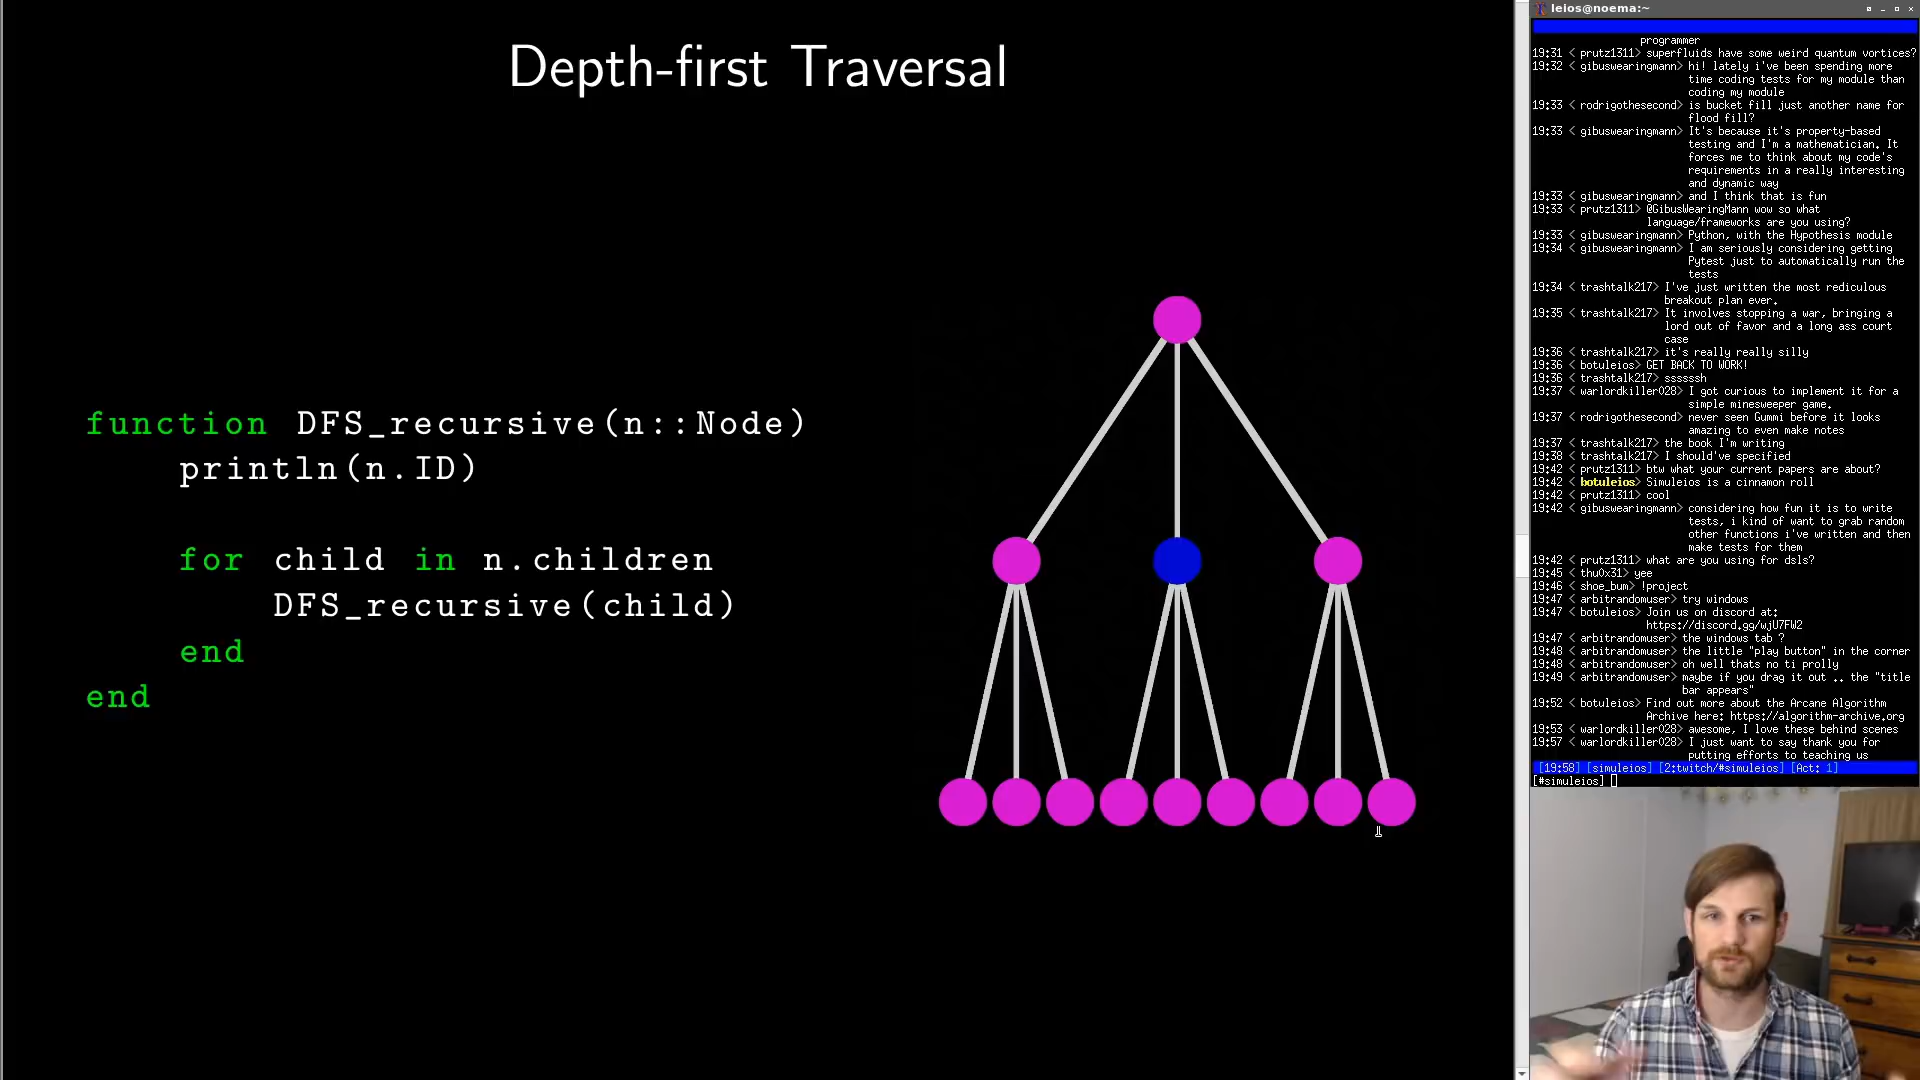 Depth-first Traversal
function DFS_recursive(n::Node)
println(n.ID)
for child in n.children
DFS_recursive(child)
end
end
leios@noema:~
programmer
19:31 < prutz1311> superfluids have some weird quantum vortices?
19:32 < gibuswearingmann> hi! lately i've been spending more
time coding tests for my module than
coding my module
19:33 < rodrigothesecond> is bucket fill just another name for
flood fill?
19:33 < gibuswearingmann> It's because it's property-based
testing and I'm a mathematician. It
forces me to think about my code's
requirements in a really interesting
and dynamic way
19:33 < gibuswearingmann> and I think that is fun
19:33 < prutz1311> @GibusWearingMann wow so what
language/frameworks are you using?
19:33 < gibuswearingmann> Python, with the Hypothesis module
19:34 < gibuswearingmann> I am seriously considering getting
Pytest just to automatically run the
tests
19:34 < trashtalk217> I've just written the most rediculous
breakout plan ever.
19:35 < trashtalk217> It involves stopping a war, bringing a
lord out of favor and a long ass court
case
19:36 < trashtalk217> it's really really silly
19:36 < botuleios> GET BACK TO WORK!
19:36 < trashtalk217> ssssssh
19:37 < warlordkiller028> I got curious to implement it for a
simple minesweeper game.
19:37 < rodrigothesecond> never seen Gummi before it looks
amazing to even make notes
19:37 < trashtalk217> the book I'm writing
19:38 < trashtalk217> I should've specified
19:42 < prutz1311> btw what your current papers are about?
19:42 < botuleios> Simuleios is a cinnamon roll
19:42 < prutz1311> cool
19:42 < gibuswearingmann> considering how fun it is to write
tests, i kind of want to grab random
other functions i've written and then
make tests for them
19:42 < prutz1311> what are you using for dsls?
19:45 < thu0x31> yee
19:46 < shoe_bum> !project
19:47 < arbitrandomuser> try windows
19:47 < botuleios> Join us on discord at:
https://discord.gg/wjU7FW2
19:47 < arbitrandomuser> the windows tab ?
19:48 < arbitrandomuser> the little "play button" in the corner
19:48 < arbitrandomuser> oh well thats no ti prolly
19:49 < arbitrandomuser> maybe if you drag it out .. the "title
bar appears"
19:52 < botuleios> Find out more about the Arcane Algorithm
Archive here: https://algorithm-archive.org
19:53 < warlordkiller028> awesome, I love these behind scenes
19:57 < warlordkiller028> I just want to say thank you for
putting efforts to teaching us
[19:58] [simuleios] [2:twitch/#simuleios] [Act: 1]
[#simuleios]